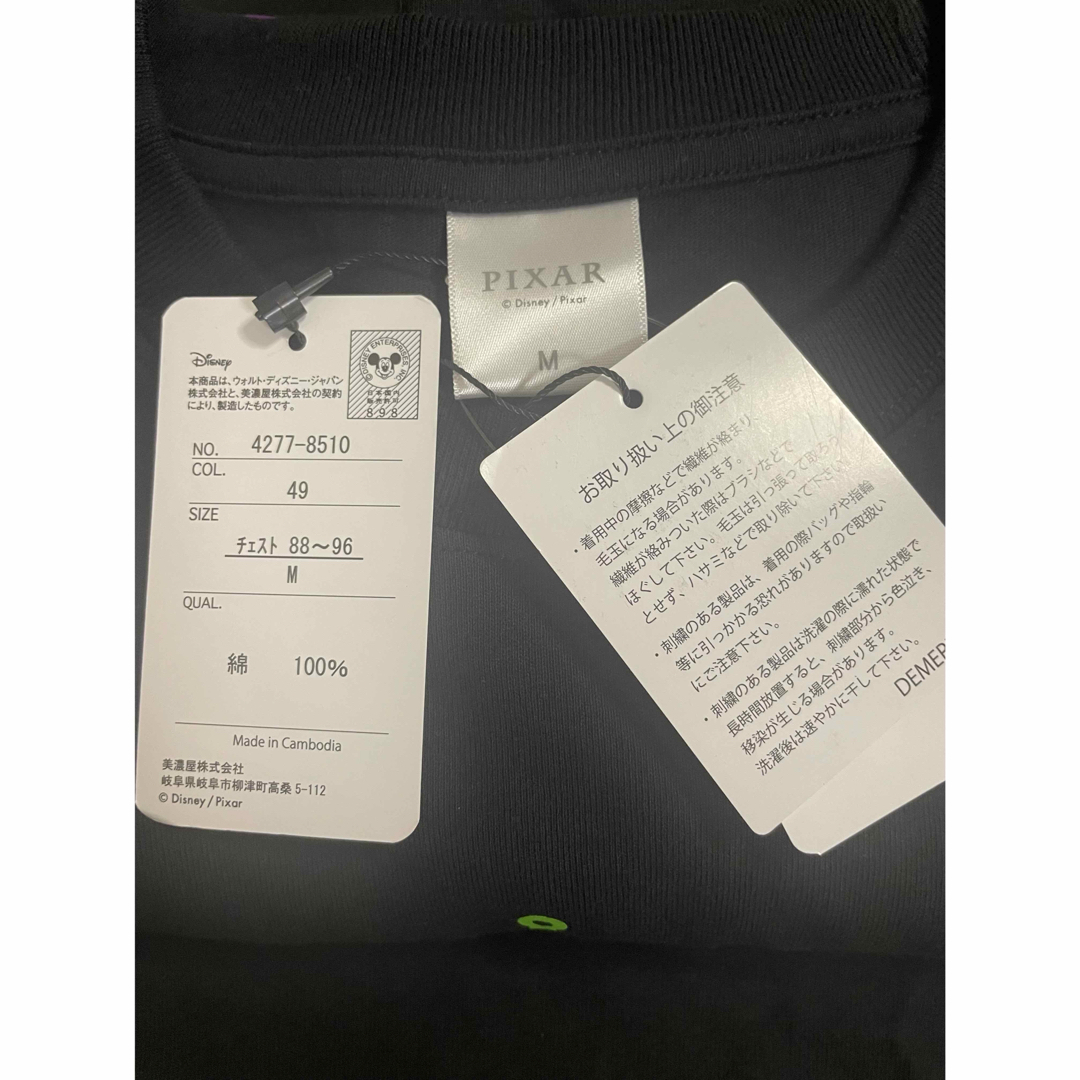 PIXAR
© Disney / Pixar
M
Disney
本商品は、ウォルト・ディズニー・ジャパン
株式会社と、美濃屋株式会社の契約
により、製造したものです。
© DISNEY ENTERPRISES, INC.
日本国内
販売許可
898
NO. 4277-8510
COL.
49
SIZE
チェスト 88～96
M
QUAL.
綿 100%
Made in Cambodia
美濃屋株式会社
岐阜県岐阜市柳津町高桑 5-112
© Disney / Pixar
お取り扱い上の御注意
・着用中の摩擦などで繊維が絡まり、
毛玉になる場合があります。
繊維が絡みついた際はブラシなどで
ほぐして下さい。毛玉は引っ張って取ろう
とせず、ハサミなどで取り除いて下さい。
・刺繍のある製品は、着用の際バッグや指輪
等に引っかかる恐れがありますので取扱い
にご注意下さい。
・刺繍のある製品は洗濯の際に濡れた状態で
長時間放置すると、刺繍部分から色泣き、
移染が生じる場合があります。
洗濯後は速やかに干して下さい。